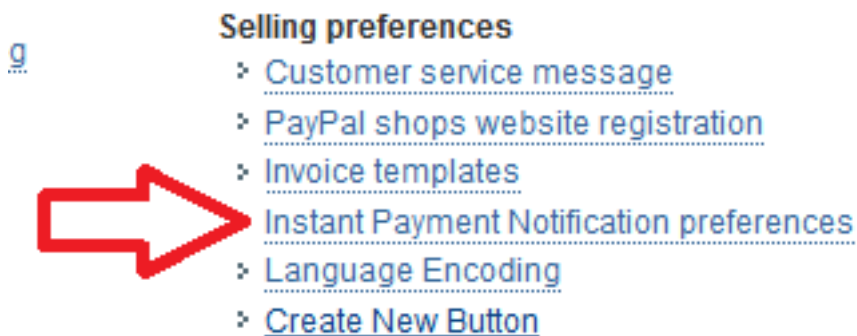 Selling preferences
g
Customer service message
PayPal shops website registration
Invoice templates
Instant Payment Notification preferences
Language Encoding
Create New Button